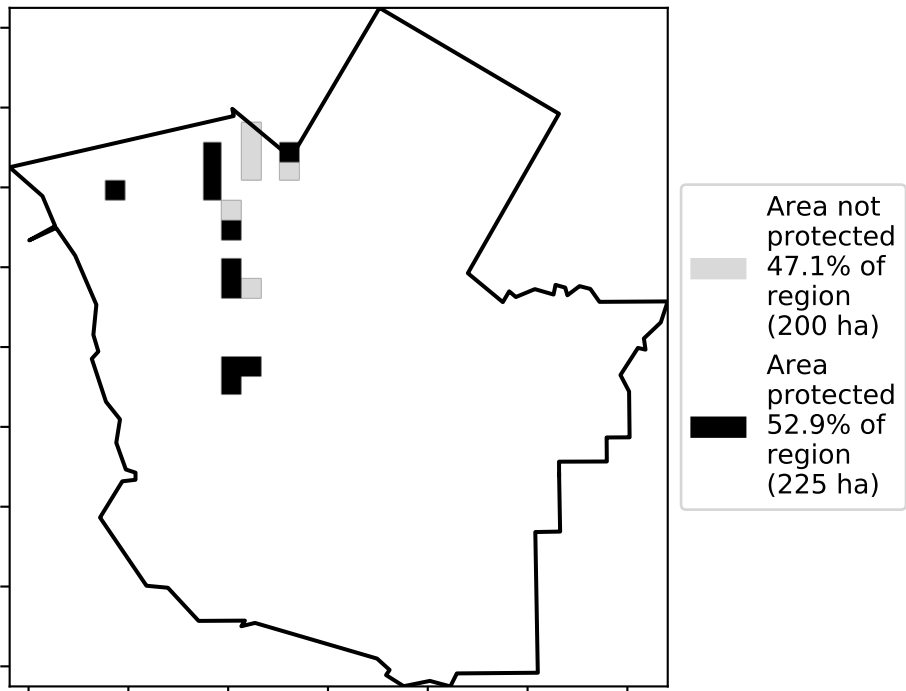 Area not
protected
47.1% of
region
(200 ha)
Area
protected
52.9% of
region
(225 ha)